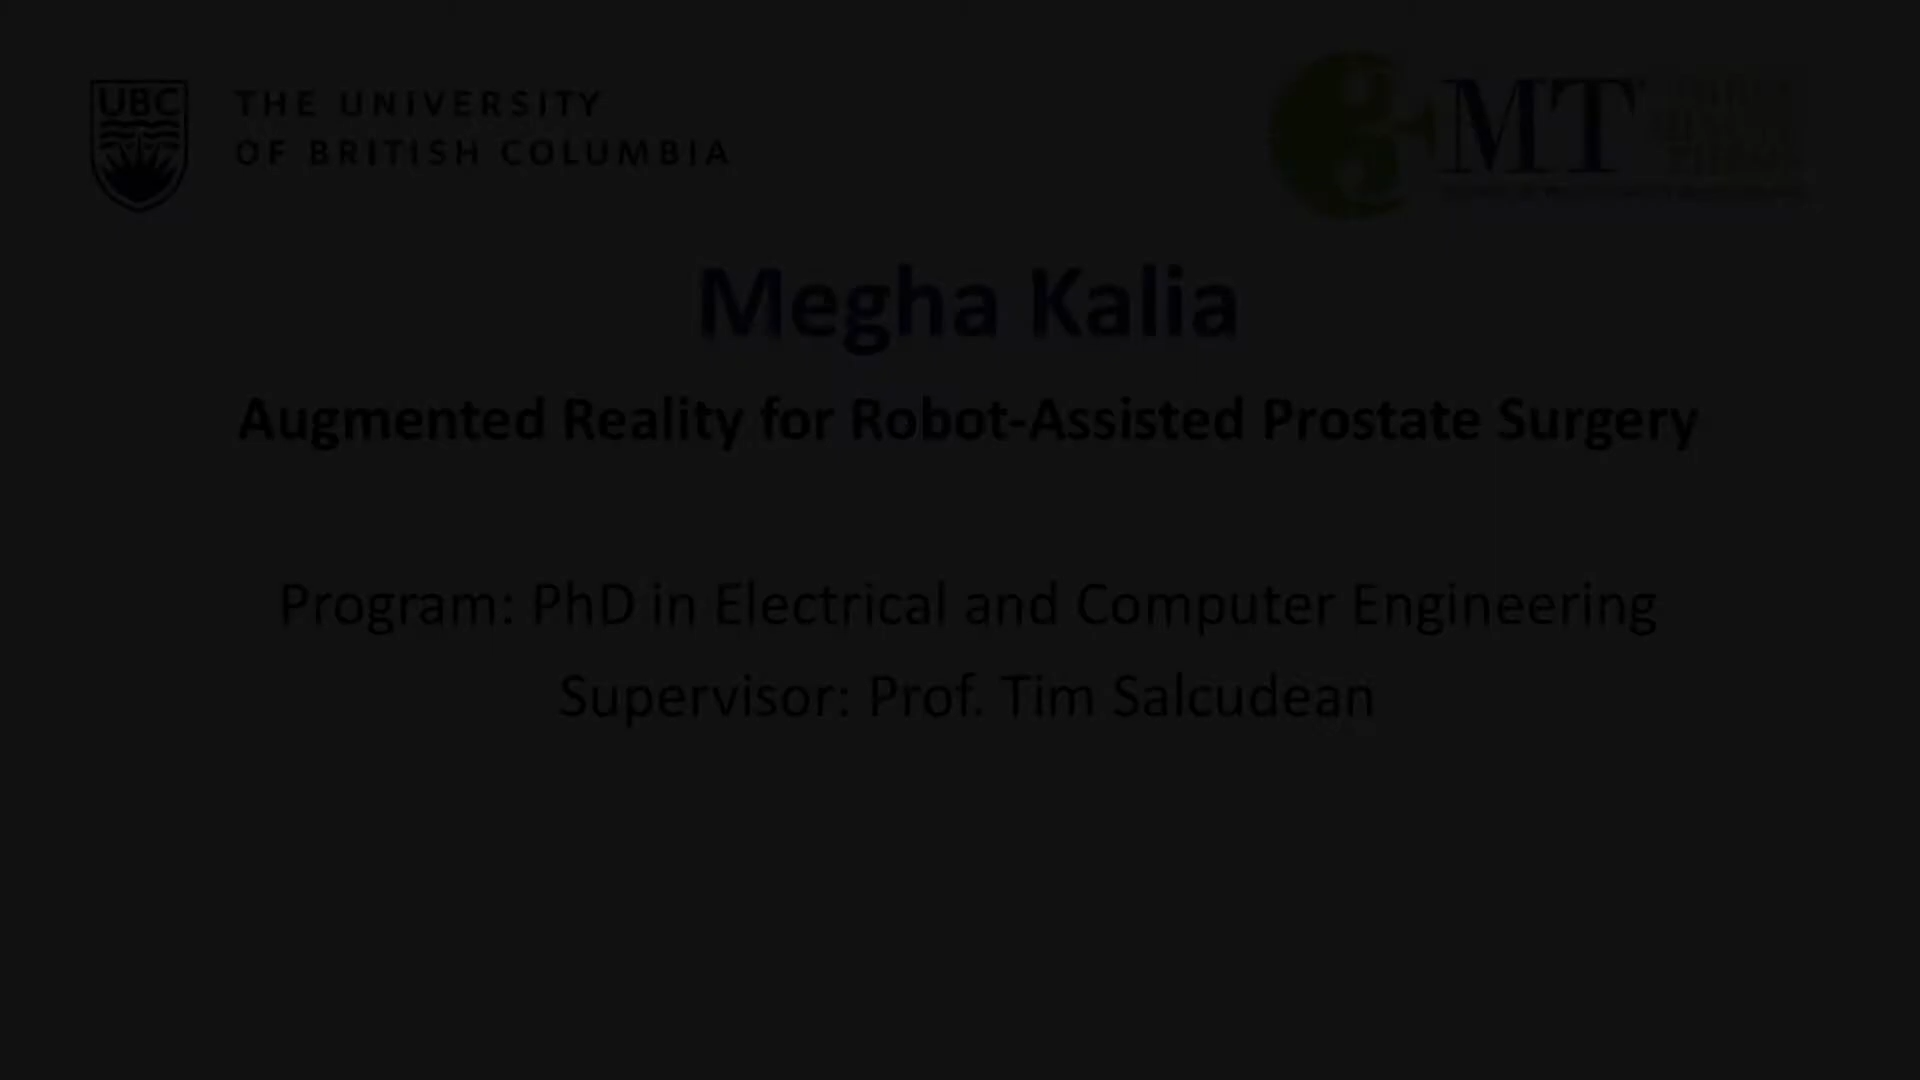 UBC
THE UNIVERSITY
OF BRITISH COLUMBIA
MT
Megha Kalia
Augmented Reality for Robot-Assisted Prostate Surgery
Program: PhD in Electrical and Computer Engineering
Supervisor: Prof. Tim Salcudean